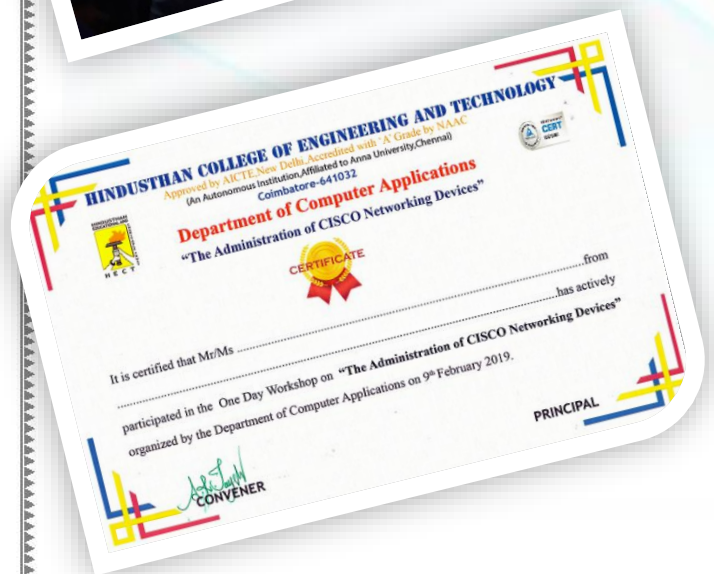 HINDUSTHAN COLLEGE OF ENGINEERING AND TECHNOLOGY
Approved by AICTE,New Delhi,Accredited with 'A' Grade by NAAC
(An Autonomous Institution,Affiliated to Anna University,Chennai)
Coimbatore-641032
Department of Computer Applications
"The Administration of CISCO Networking Devices"
HINDUSTHAN
HECT
CERT
CERTIFICATE
It is certified that Mr/Ms ..........................................................from
..........................................................has actively
participated in the One Day Workshop on "The Administration of CISCO Networking Devices"
organized by the Department of Computer Applications on 9th February 2019.
CONVENER
PRINCIPAL